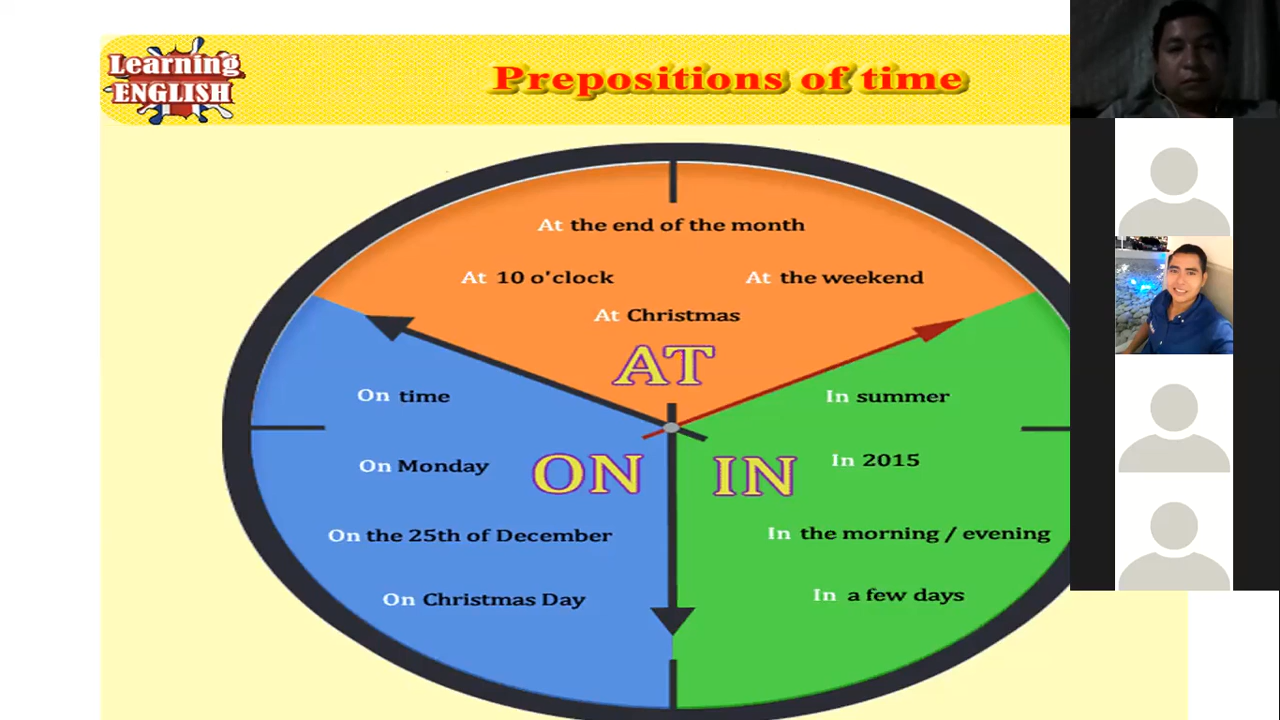 Learning
ENGLISH
Prepositions of time
At the end of the month
At 10 o'clock
At the weekend
At Christmas
AT
On time
On Monday
ON
On the 25th of December
On Christmas Day
IN
In summer
In 2015
In the morning / evening
In a few days